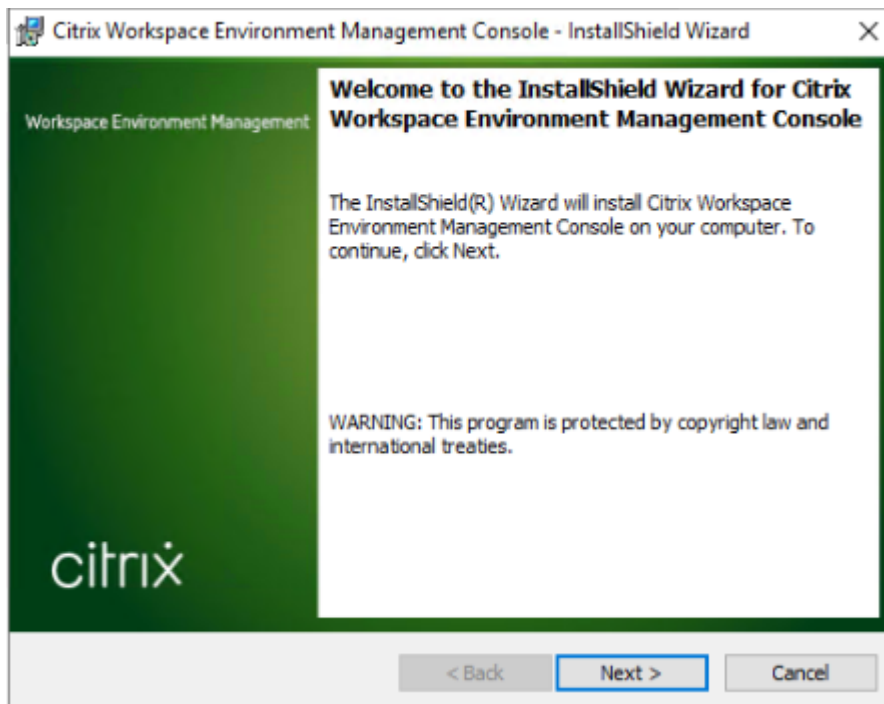 Citrix Workspace Environment Management Console - InstallShield Wizard
Workspace Environment Management
Welcome to the InstallShield Wizard for Citrix
Workspace Environment Management Console
The InstallShield(R) Wizard will install Citrix Workspace
Environment Management Console on your computer. To
continue, click Next.
WARNING: This program is protected by copyright law and
international treaties.
citrix
< Back
Next >
Cancel